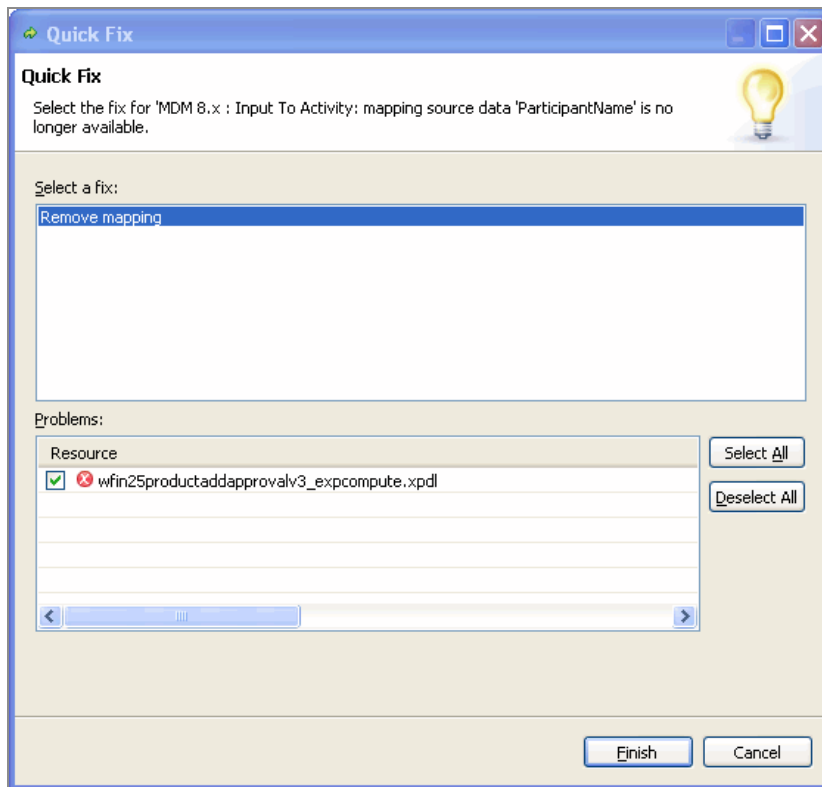 Quick Fix
Quick Fix
Select the fix for 'MDM 8.x : Input To Activity: mapping source data 'ParticipantName' is no
longer available.
Select a fix:
Remove mapping
Problems:
Resource
Select All
wfin25productaddapprovalv3_expcompute.xpdl
Deselect All
Finish
Cancel